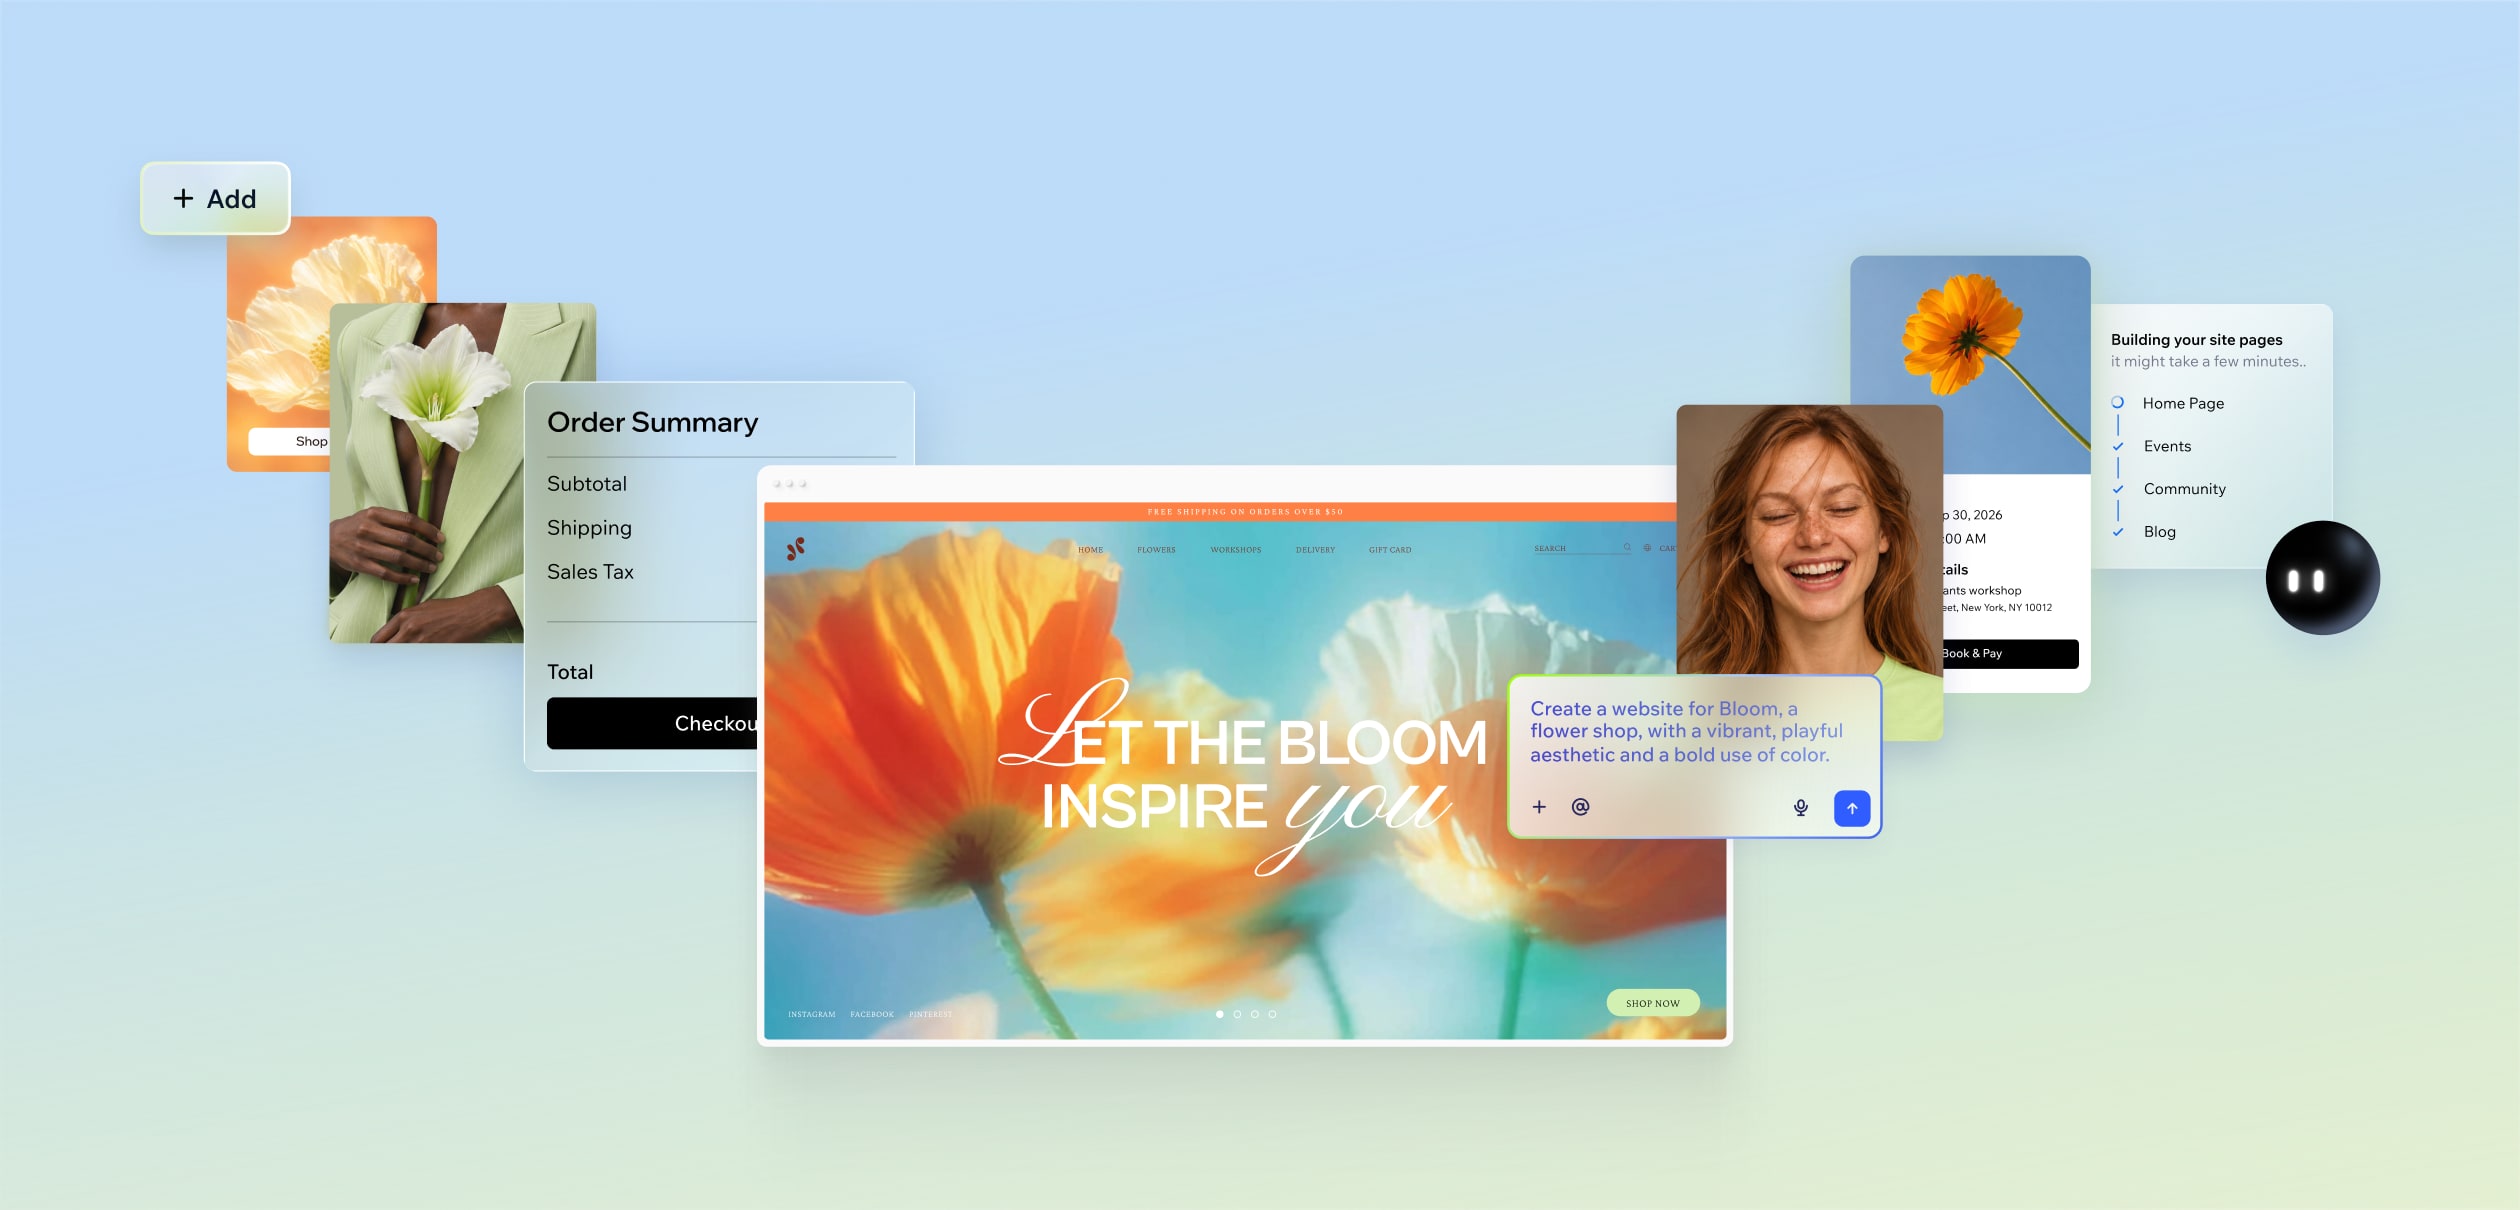 + Add
Shop
Order Summary
Subtotal
Shipping
Sales Tax
Total
Checkou
FREE SHIPPING ON ORDERS OVER $50
HOME FLOWERS WORKSHOPS DELIVERY GIFT CARD SEARCH CAR
LET THE BLOOM
INSPIRE you
INSTAGRAM FACEBOOK PINTEREST
SHOP NOW
Create a website for Bloom, a
flower shop, with a vibrant, playful
aesthetic and a bold use of color.
30, 2026
:00 AM
tails
ants workshop
eet, New York, NY 10012
Book & Pay
Building your site pages
it might take a few minutes..
Home Page
Events
Community
Blog